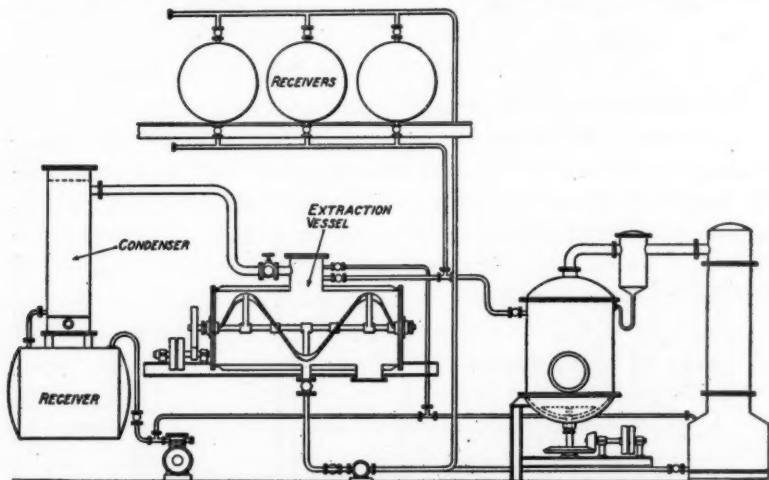 RECEIVERS
EXTRACTION
VESSEL
CONDENSER
RECEIVER